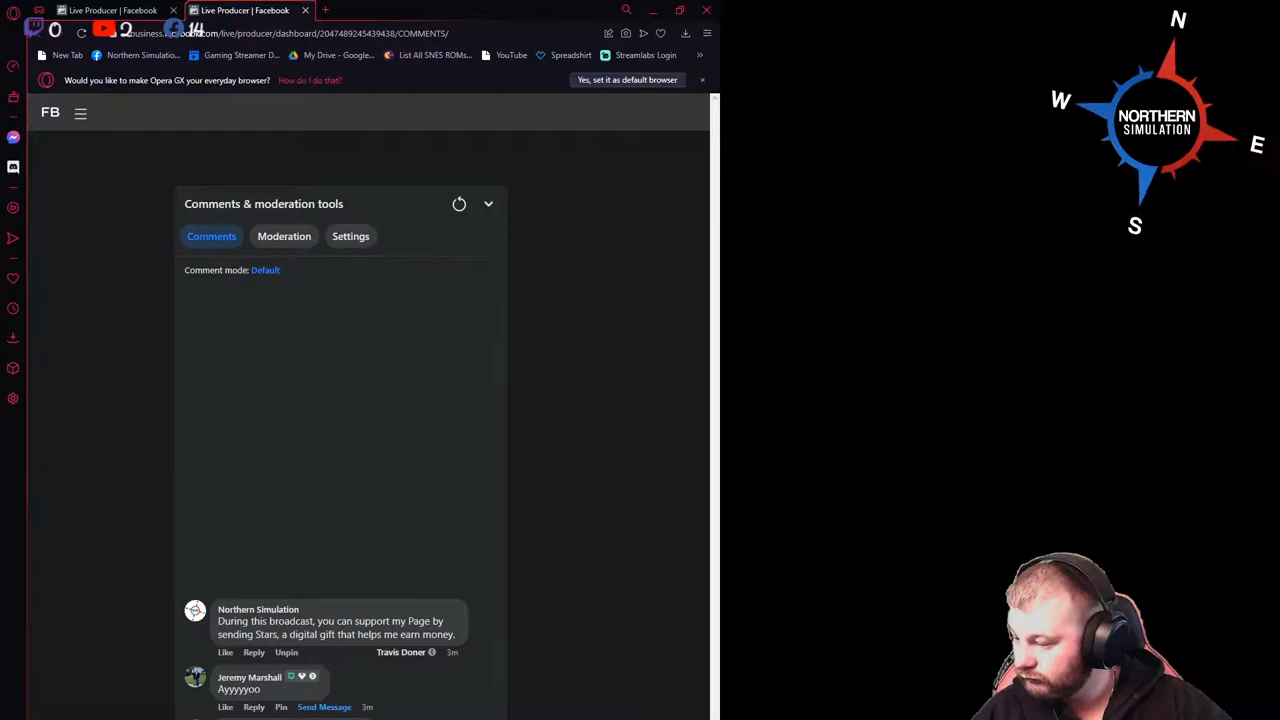 Live Producer | Facebook
Live Producer | Facebook
0
2
14
/live/producer/dashboard/2047489245439438/COMMENTS/
New Tab
Northern Simulatio...
Gaming Streamer D...
My Drive - Google...
List All SNES ROMs...
YouTube
Spreadshirt
Streamlabs Login
Would you like to make Opera GX your everyday browser?
How do I do that?
Yes, set it as default browser
FB
Comments & moderation tools
Comments
Moderation
Settings
Comment mode: Default
Northern Simulation
During this broadcast, you can support my Page by
sending Stars, a digital gift that helps me earn money.
Like Reply Unpin
Travis Doner
3m
Jeremy Marshall
Ayyyyyoo
Like Reply Pin Send Message 3m
N
W
NORTHERN
SIMULATION
E
S